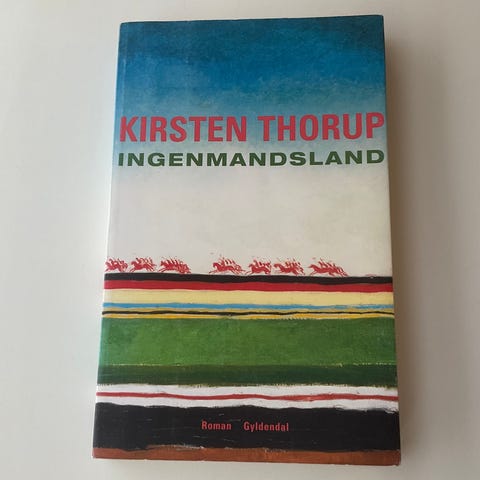 KIRSTEN THORUP
INGENMANDSLAND
Roman Gyldendal